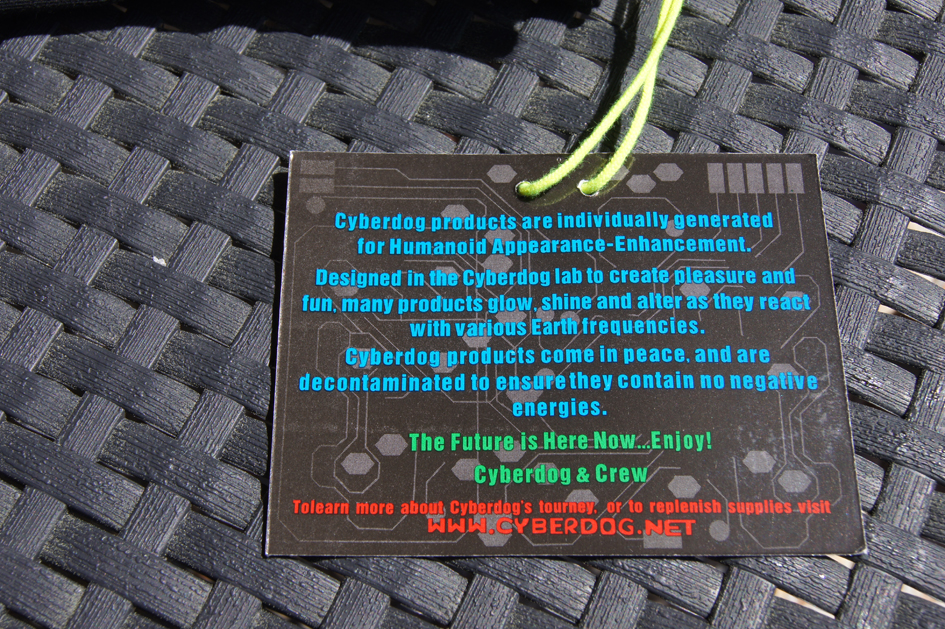 Cyberdog products are individually generated
for Humanoid Appearance-Enhancement.
Designed in the Cyberdog lab to create pleasure and
fun, many products glow, shine and alter as they react
with various Earth frequencies.
Cyberdog products come in peace, and are
decontaminated to ensure they contain no negative
energies.
The Future is Here Now...Enjoy!
Cyberdog & Crew
Tolearn more about Cyberdog's tourney, or to replenish supplies visit
WWW.CYBERDOG.NET